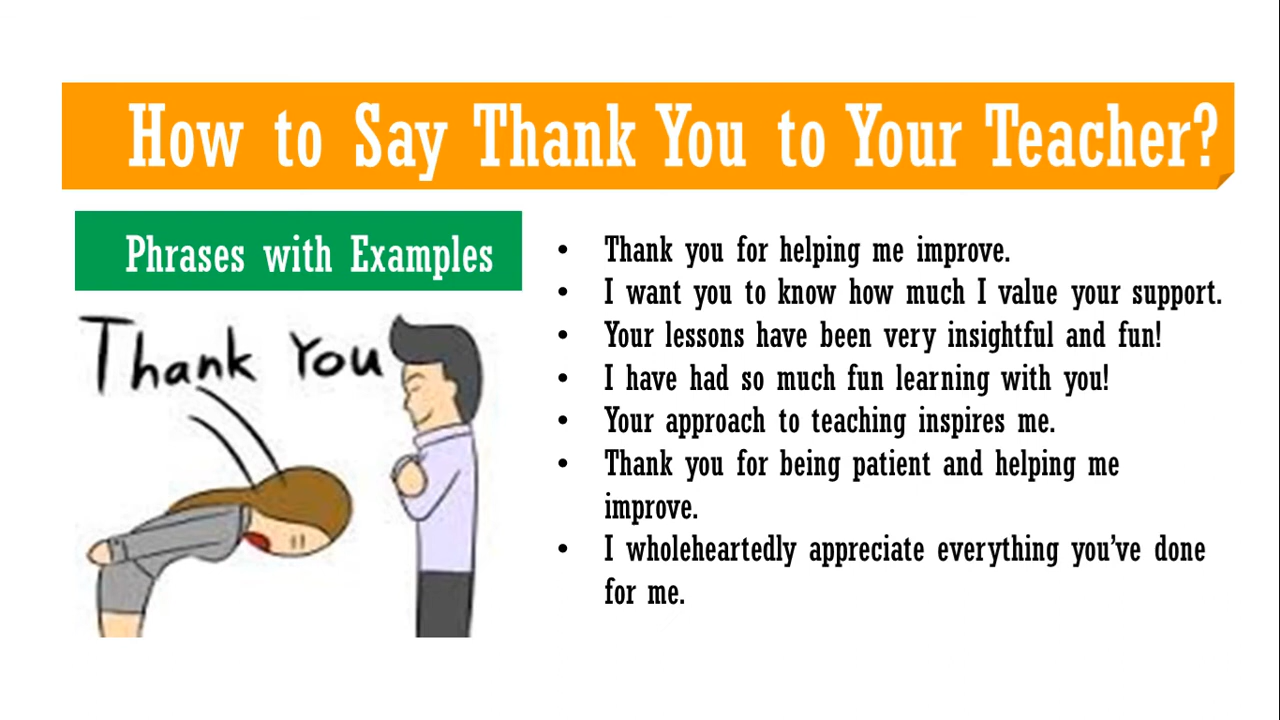 How to Say Thank You to Your Teacher?
Phrases with Examples
Thank You
• Thank you for helping me improve.
• I want you to know how much I value your support.
• Your lessons have been very insightful and fun!
• I have had so much fun learning with you!
• Your approach to teaching inspires me.
• Thank you for being patient and helping me
improve.
• I wholeheartedly appreciate everything you’ve done
for me.